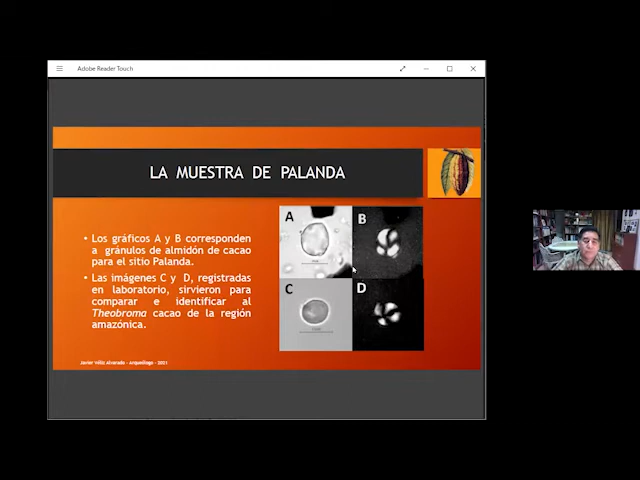 Adobe Reader Touch
LA MUESTRA DE PALANDA
• Los gráficos A y B corresponden
a gránulos de almidón de cacao
para el sitio Palanda.
• Las imágenes C y D, registradas
en laboratorio, sirvieron para
comparar e identificar al
Theobroma cacao de la región
amazónica.
A
B
C
D
Javier Véliz Alvarado - Arqueólogo - 2021